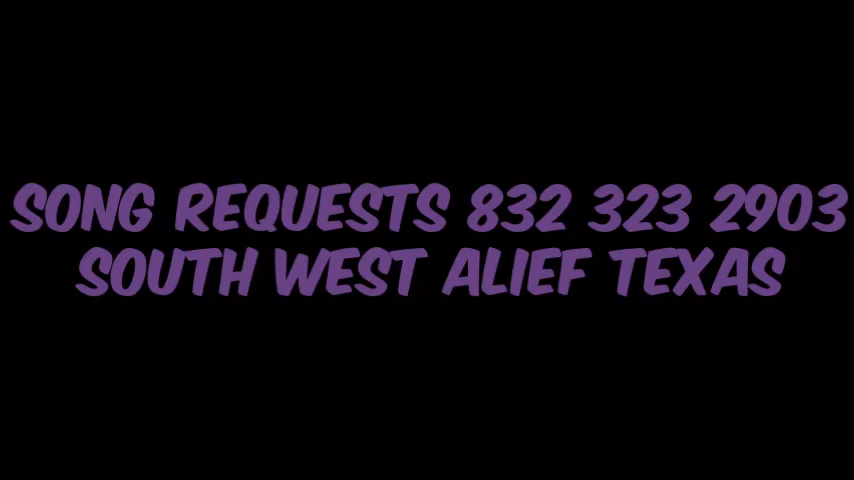 SONG REQUESTS 832 323 2903
SOUTH WEST ALIEF TEXAS